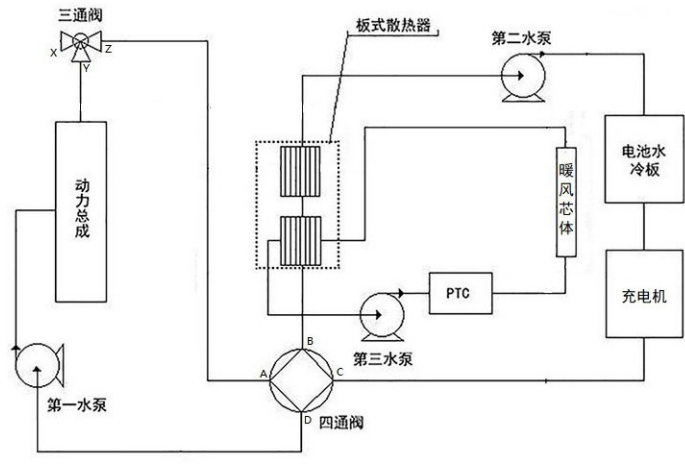 三通阀
X
Z
Y
板式散热器
第二水泵
动力总成
暖风芯体
电池水
冷板
PTC
充电机
第三水泵
第一水泵
B
A
C
D
四通阀